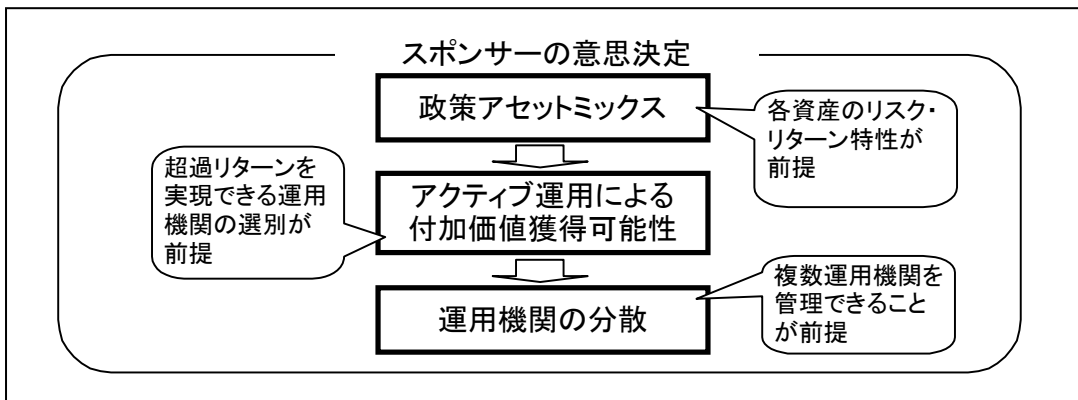 スポンサーの意思決定
政策アセットミックス
各資産のリスク・
リターン特性が
前提
超過リターンを
実現できる運用
機関の選別が
前提
アクティブ運用による
付加価値獲得可能性
複数運用機関を
管理できること
が前提
運用機関の分散